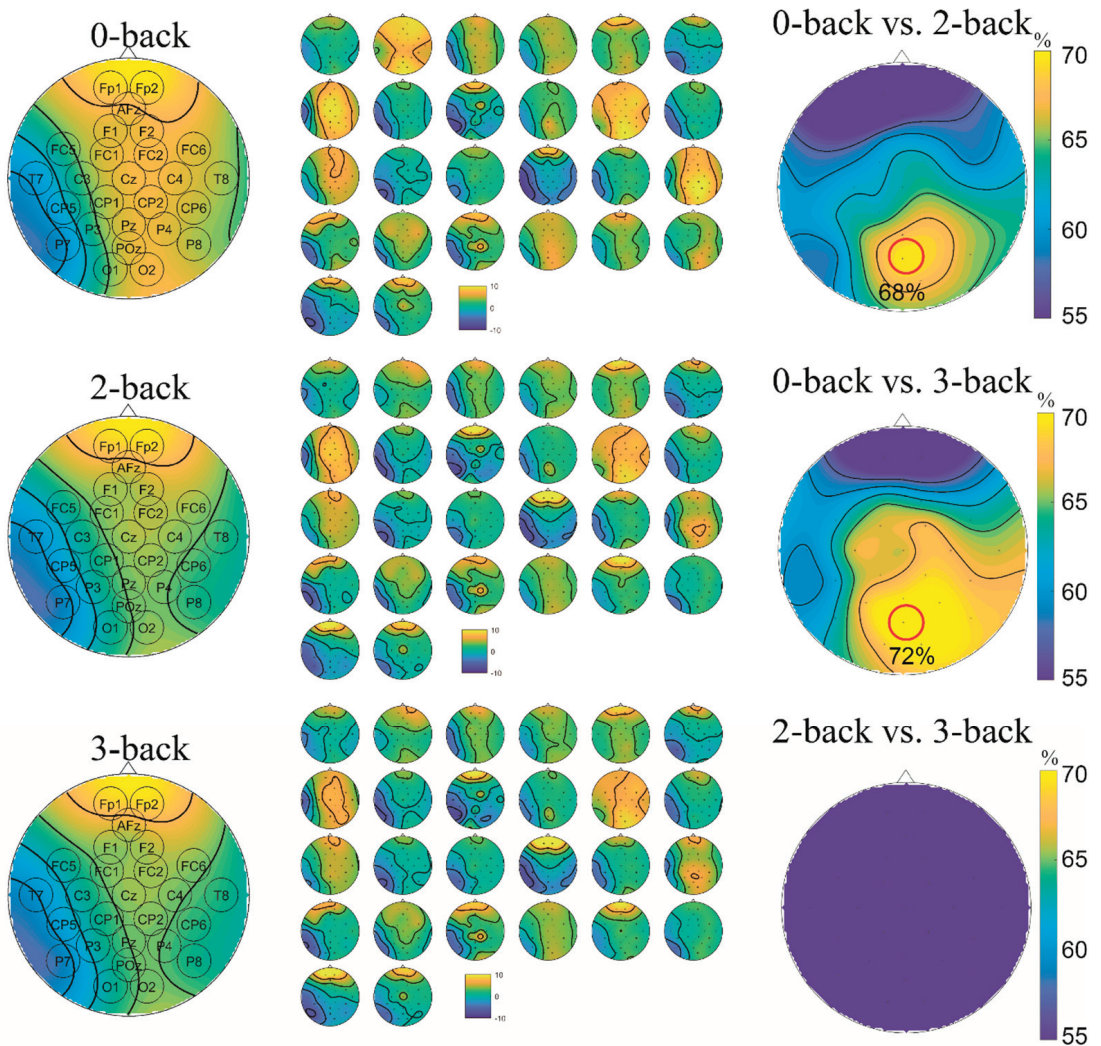 0-back
Fp1 Fp2
AFz
F1 F2
FC5 FC1 FC2 FC6
T7 C3 Cz C4 T8
CP5 CP1 CP2 CP6
P7 P3 Pz P4 P8
POz
O1 O2
10
0
-10
0-back vs. 2-back
%
70
65
60
55
68%
2-back
Fp1 Fp2
AFz
F1 F2
FC5 FC1 FC2 FC6
T7 C3 Cz C4 T8
CP5 CP1 CP2 CP6
P7 P3 Pz P4 P8
POz
O1 O2
10
0
-10
0-back vs. 3-back
%
70
65
60
55
72%
3-back
Fp1 Fp2
AFz
F1 F2
FC5 FC1 FC2 FC6
T7 C3 Cz C4 T8
CP5 CP1 CP2 CP6
P7 P3 Pz P4 P8
POz
O1 O2
10
0
-10
2-back vs. 3-back
%
70
65
60
55